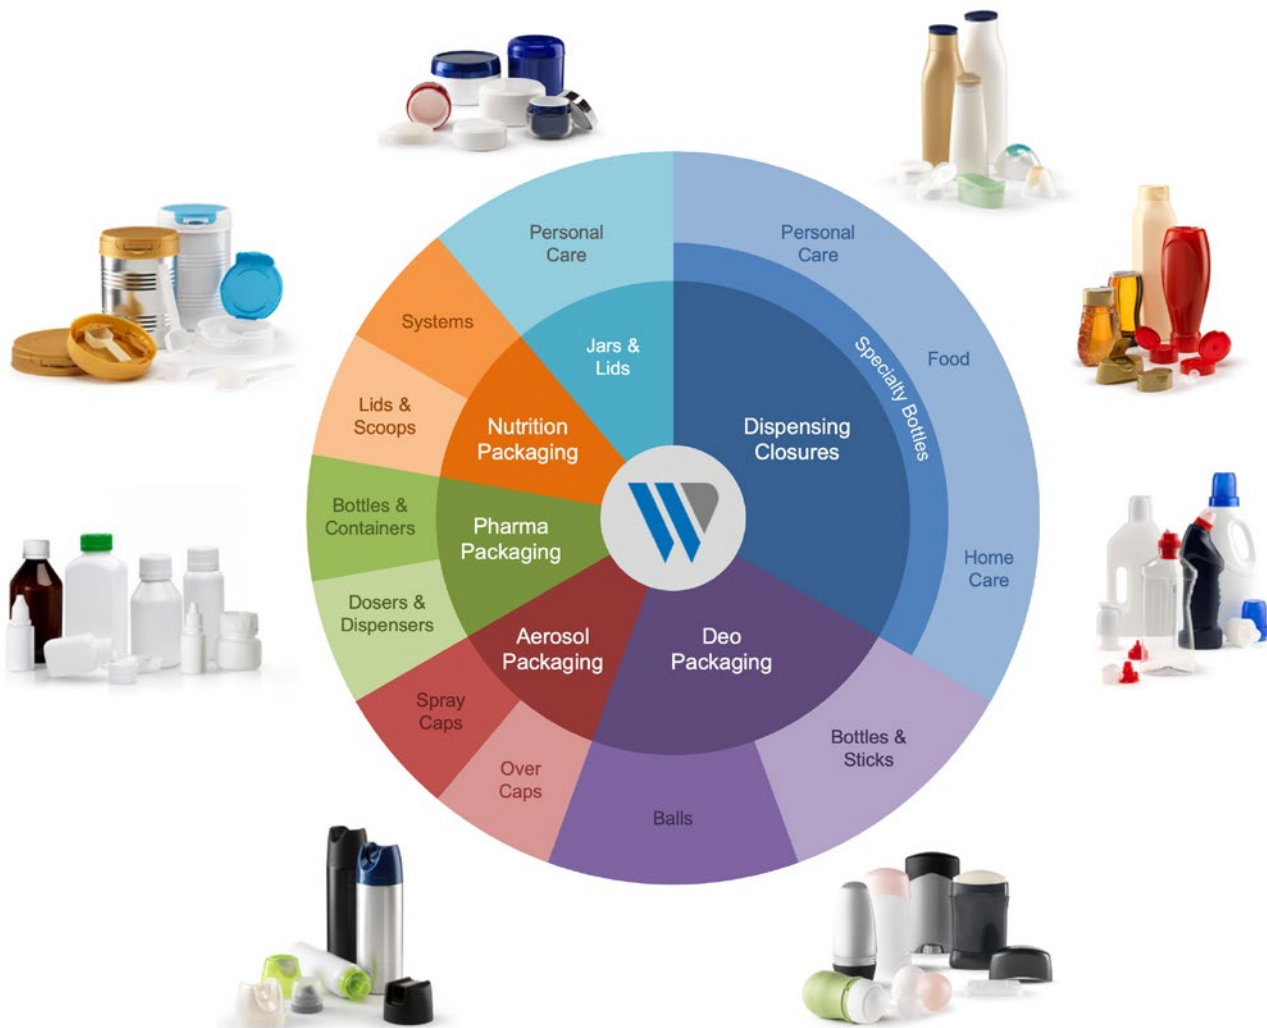 Personal
Care
Personal
Care
Systems
Jars &
Lids
Food
Specialty Bottles
Lids &
Scoops
Nutrition
Packaging
Dispensing
Closures
Bottles &
Containers
Pharma
Packaging
Home
Care
Dosers &
Dispensers
Aerosol
Packaging
Deo
Packaging
Spray
Caps
Bottles &
Sticks
Over
Caps
Balls